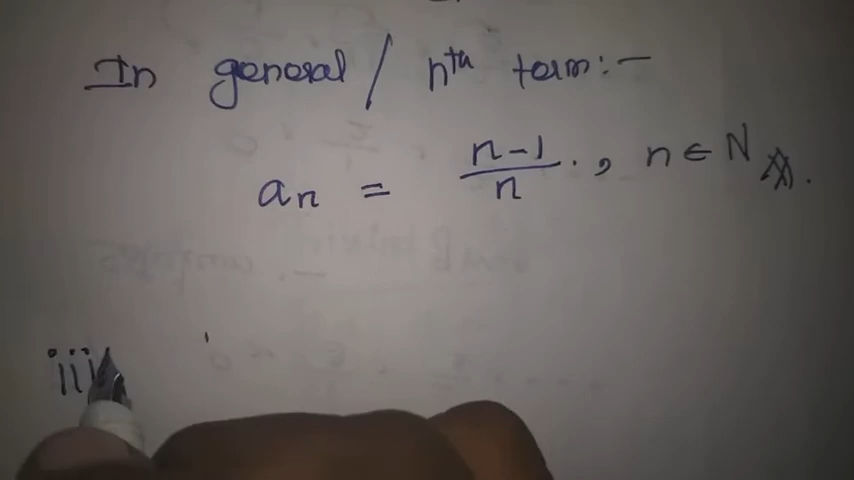 In general / nth term:-
an = n-1/n., n ∈ N
iii